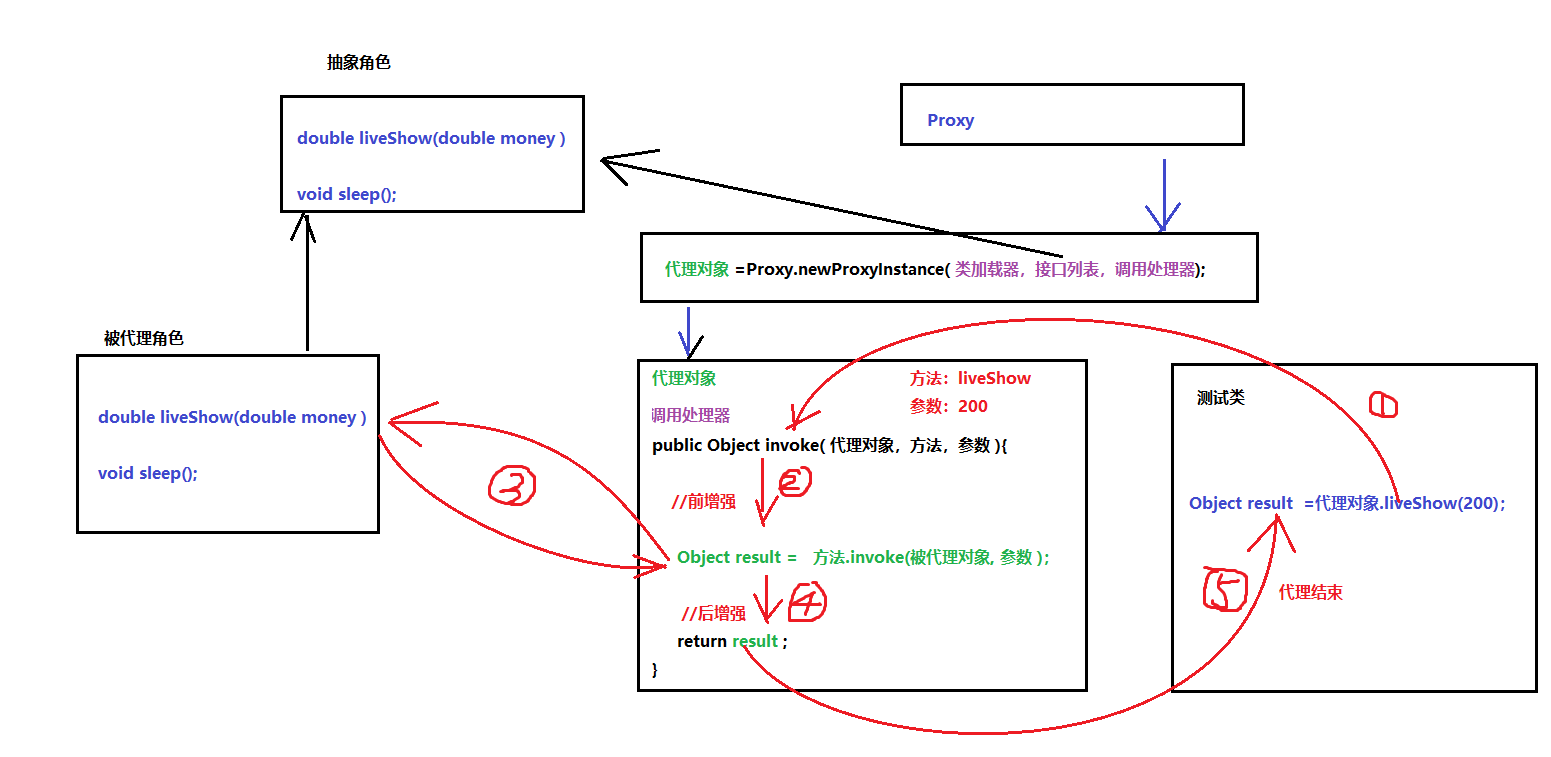 抽象角色
double liveShow(double money )
void sleep();
Proxy
代理对象 =Proxy.newProxyInstance( 类加载器，接口列表，调用处理器);
被代理角色
double liveShow(double money )
void sleep();
代理对象
方法：liveShow
调用处理器
参数：200
public Object invoke( 代理对象，方法，参数 ){
②
//前增强
③
Object result = 方法.invoke(被代理对象, 参数 );
//后增强
④
return result ;
}
测试类
①
Object result =代理对象.liveShow(200);
⑤
代理结束